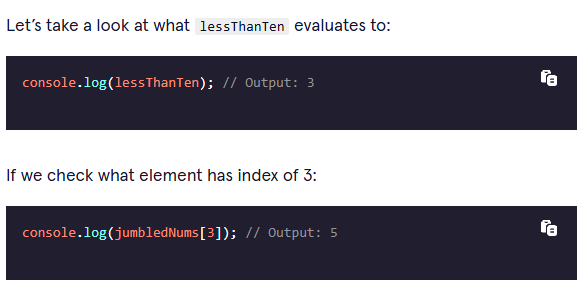 Let’s take a look at what lessThanTen evaluates to:
console.log(lessThanTen); // Output: 3
If we check what element has index of 3:
console.log(jumbledNums[3]); // Output: 5